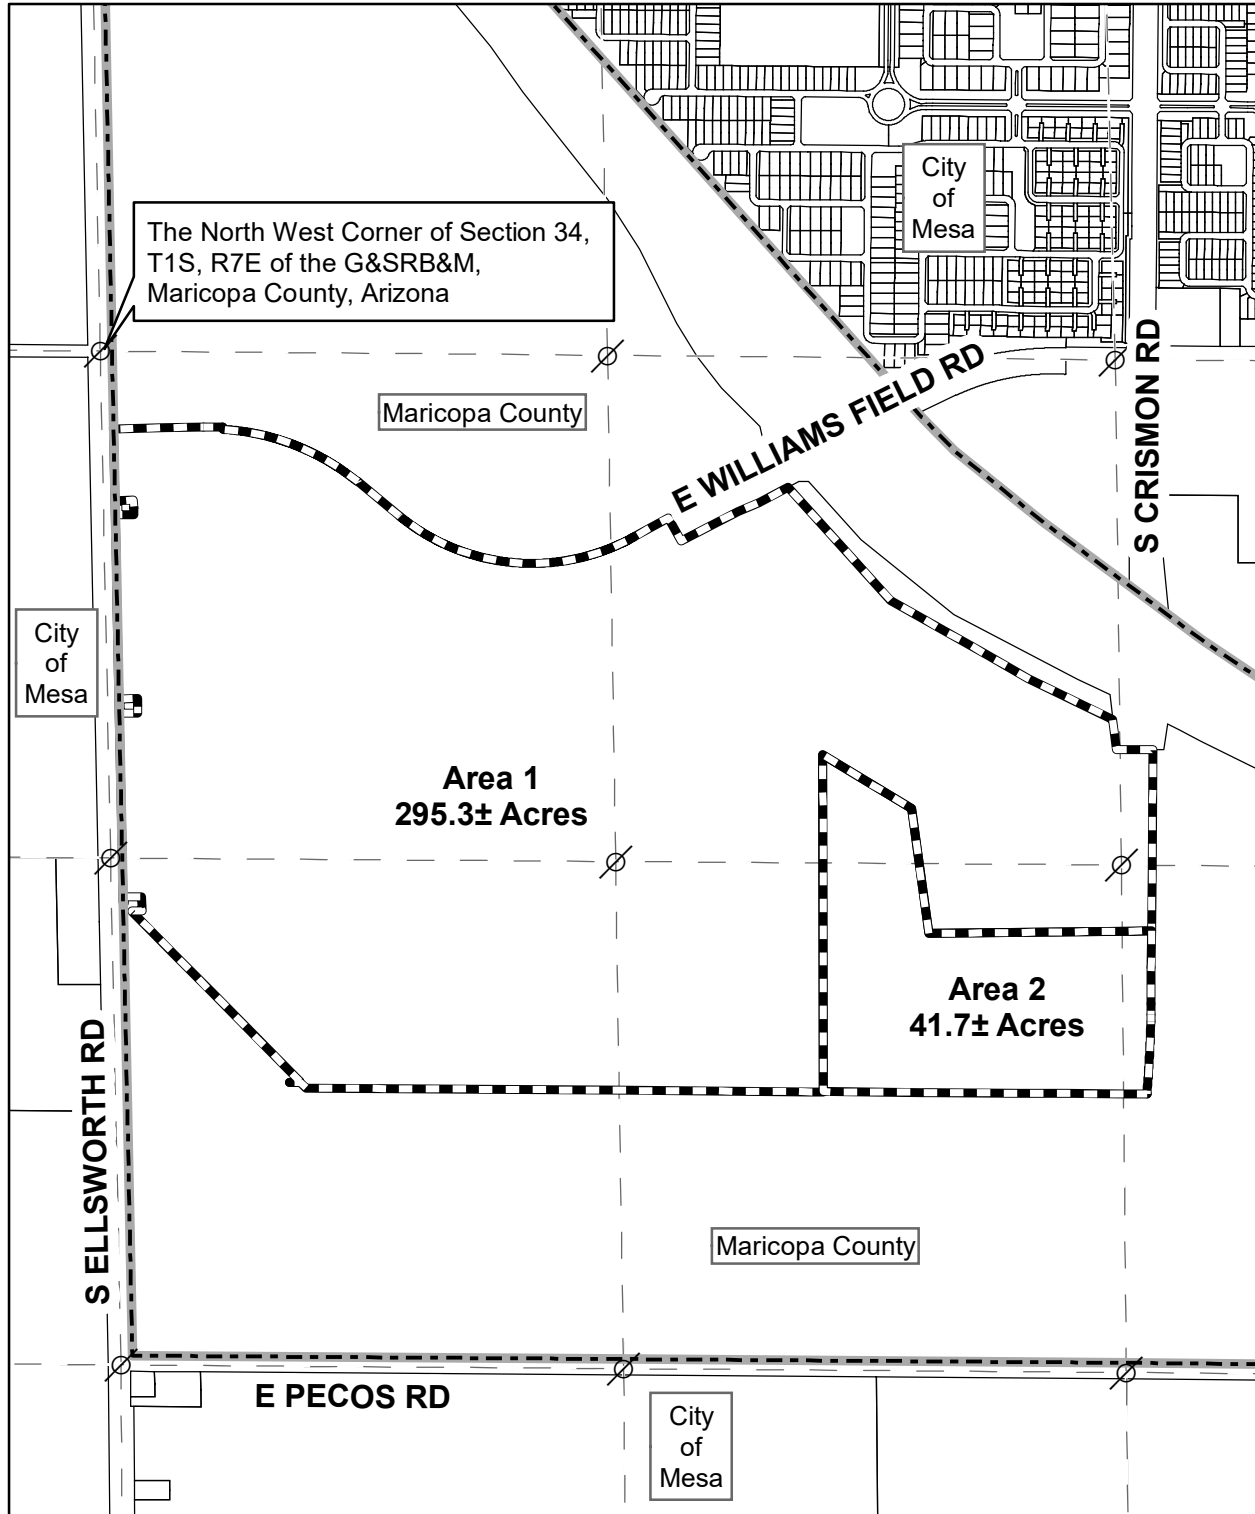 City
of
Mesa
The North West Corner of Section 34,
T1S, R7E of the G&SRB&M,
Maricopa County, Arizona
E WILLIAMS FIELD RD
S CRISMON RD
Maricopa County
City
of
Mesa
Area 1
295.3± Acres
Area 2
41.7± Acres
S ELLSWORTH RD
Maricopa County
E PECOS RD
City
of
Mesa